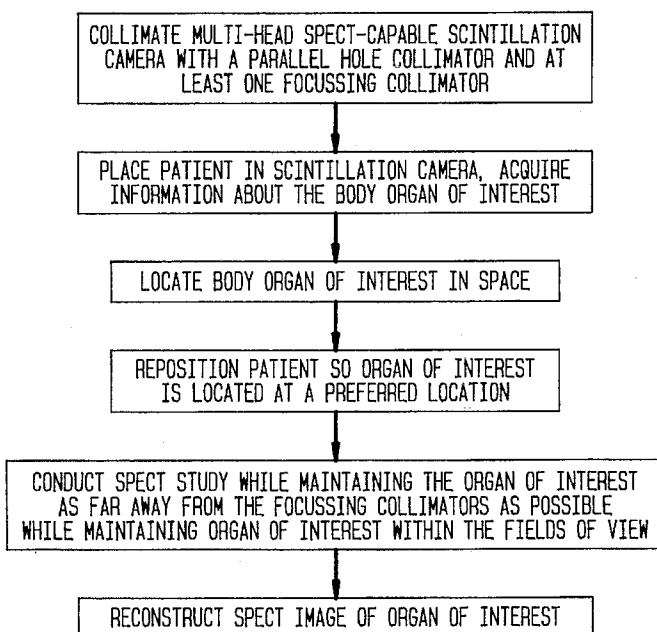 COLLIMATE MULTI-HEAD SPECT-CAPABLE SCINTILLATION
CAMERA WITH A PARALLEL HOLE COLLIMATOR AND AT
LEAST ONE FOCUSSING COLLIMATOR
PLACE PATIENT IN SCINTILLATION CAMERA, ACQUIRE
INFORMATION ABOUT THE BODY ORGAN OF INTEREST
LOCATE BODY ORGAN OF INTEREST IN SPACE
REPOSITION PATIENT SO ORGAN OF INTEREST
IS LOCATED AT A PREFERRED LOCATION
CONDUCT SPECT STUDY WHILE MAINTAINING THE ORGAN OF INTEREST
AS FAR AWAY FROM THE FOCUSSING COLLIMATORS AS POSSIBLE
WHILE MAINTAINING ORGAN OF INTEREST WITHIN THE FIELDS OF VIEW
RECONSTRUCT SPECT IMAGE OF ORGAN OF INTEREST